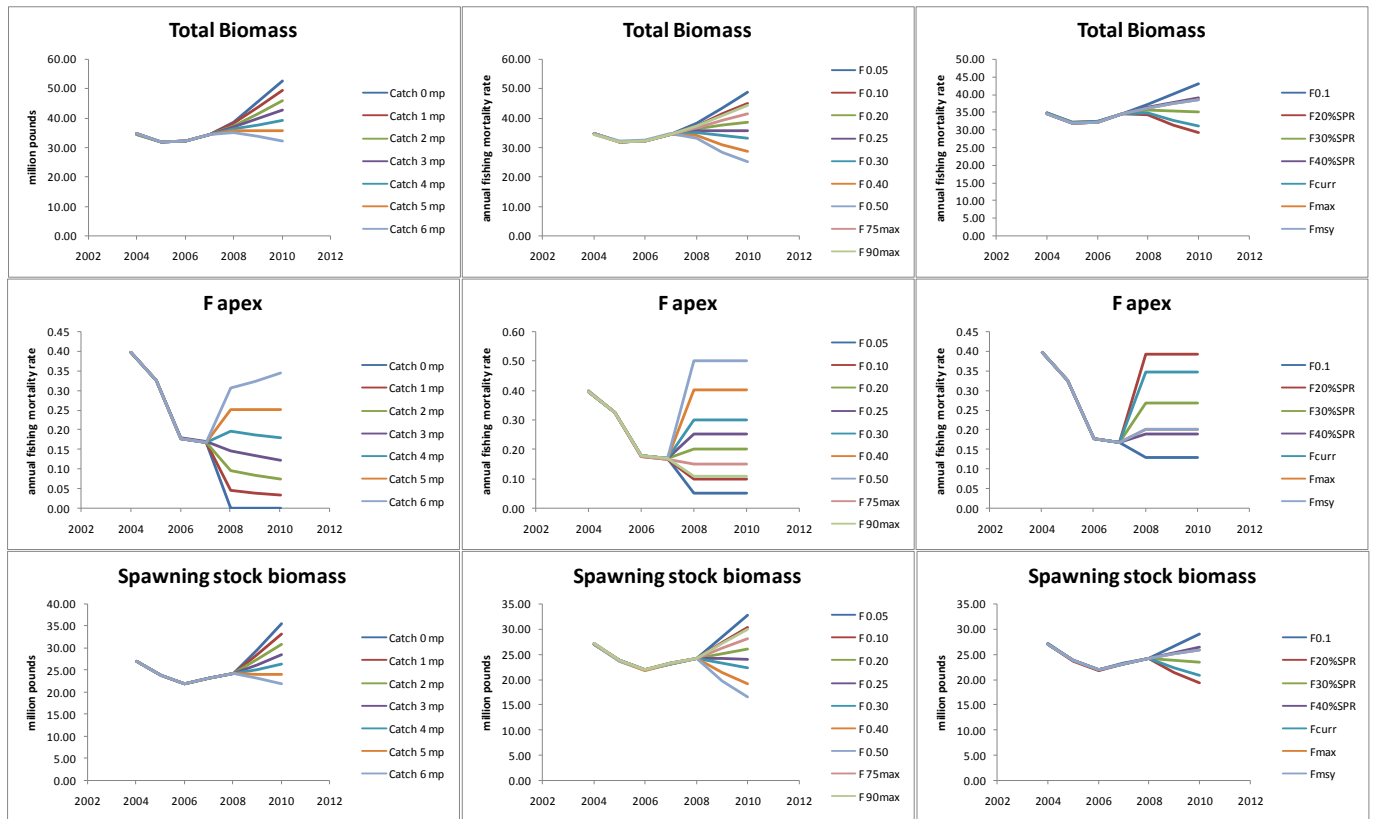 Total Biomass
million pounds
60.00
50.00
40.00
30.00
20.00
10.00
0.00
2002 2004 2006 2008 2010 2012
Catch 0 mp
Catch 1 mp
Catch 2 mp
Catch 3 mp
Catch 4 mp
Catch 5 mp
Catch 6 mp
Total Biomass
annual fishing mortality rate
60.00
50.00
40.00
30.00
20.00
10.00
0.00
2002 2004 2006 2008 2010 2012
F 0.05
F 0.10
F 0.20
F 0.25
F 0.30
F 0.40
F 0.50
F 75max
F 90max
Total Biomass
annual fishing mortality rate
50.00
45.00
40.00
35.00
30.00
25.00
20.00
15.00
10.00
5.00
0.00
2002 2004 2006 2008 2010 2012
F0.1
F20%SPR
F30%SPR
F40%SPR
Fcurr
Fmax
Fmsy
F apex
annual fishing mortality rate
0.45
0.40
0.35
0.30
0.25
0.20
0.15
0.10
0.05
0.00
2002 2004 2006 2008 2010 2012
Catch 0 mp
Catch 1 mp
Catch 2 mp
Catch 3 mp
Catch 4 mp
Catch 5 mp
Catch 6 mp
F apex
annual fishing mortality rate
0.60
0.50
0.40
0.30
0.20
0.10
0.00
2002 2004 2006 2008 2010 2012
F 0.05
F 0.10
F 0.20
F 0.25
F 0.30
F 0.40
F 0.50
F 75max
F 90max
F apex
annual fishing mortality rate
0.45
0.40
0.35
0.30
0.25
0.20
0.15
0.10
0.05
0.00
2002 2004 2006 2008 2010 2012
F0.1
F20%SPR
F30%SPR
F40%SPR
Fcurr
Fmax
Fmsy
Spawning stock biomass
million pounds
40.00
35.00
30.00
25.00
20.00
15.00
10.00
5.00
0.00
2002 2004 2006 2008 2010 2012
Catch 0 mp
Catch 1 mp
Catch 2 mp
Catch 3 mp
Catch 4 mp
Catch 5 mp
Catch 6 mp
Spawning stock biomass
million pounds
35.00
30.00
25.00
20.00
15.00
10.00
5.00
0.00
2002 2004 2006 2008 2010 2012
F 0.05
F 0.10
F 0.20
F 0.25
F 0.30
F 0.40
F 0.50
F 75max
F 90max
Spawning stock biomass
million pounds
35.00
30.00
25.00
20.00
15.00
10.00
5.00
0.00
2002 2004 2006 2008 2010 2012
F0.1
F20%SPR
F30%SPR
F40%SPR
Fcurr
Fmax
Fmsy